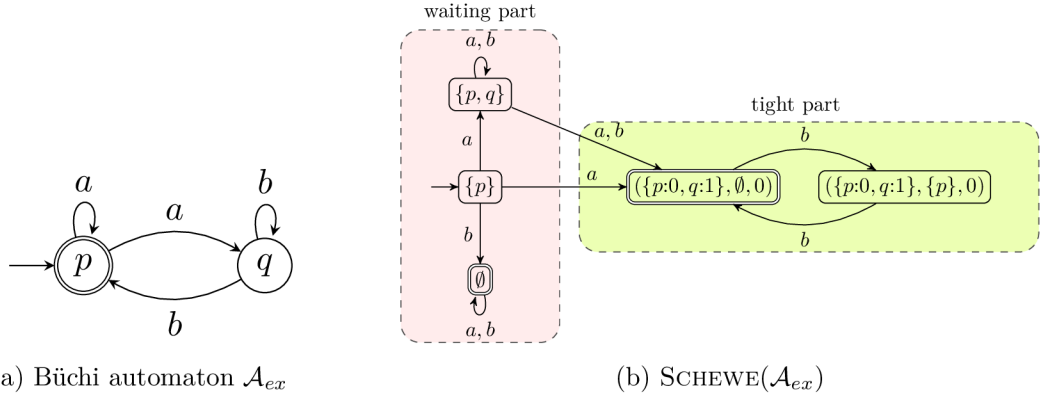 waiting part
a, b
{p, q}
tight part
a, b
b
a
a
b
a
a
{p}
({p:0, q:1}, ∅, 0)
({p:0, q:1}, {p}, 0)
p
q
b
b
b
∅
a, b
a) Büchi automaton 𝒜ex
(b) SCHEWE(𝒜ex)